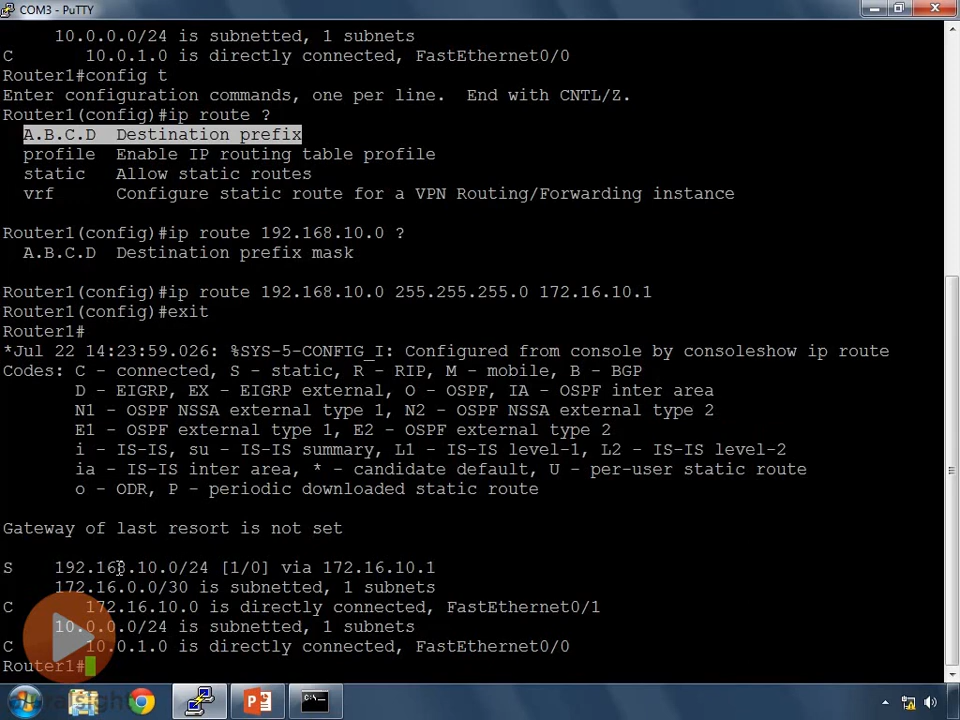 COM3 - PuTTY
10.0.0.0/24 is subnetted, 1 subnets
C       10.0.1.0 is directly connected, FastEthernet0/0
Router1#config t
Enter configuration commands, one per line.  End with CNTL/Z.
Router1(config)#ip route ?
  A.B.C.D  Destination prefix
  profile  Enable IP routing table profile
  static   Allow static routes
  vrf      Configure static route for a VPN Routing/Forwarding instance
Router1(config)#ip route 192.168.10.0 ?
  A.B.C.D  Destination prefix mask
Router1(config)#ip route 192.168.10.0 255.255.255.0 172.16.10.1
Router1(config)#exit
Router1#
*Jul 22 14:23:59.026: %SYS-5-CONFIG_I: Configured from console by consoleshow ip route
Codes: C - connected, S - static, R - RIP, M - mobile, B - BGP
       D - EIGRP, EX - EIGRP external, O - OSPF, IA - OSPF inter area
       N1 - OSPF NSSA external type 1, N2 - OSPF NSSA external type 2
       E1 - OSPF external type 1, E2 - OSPF external type 2
       i - IS-IS, su - IS-IS summary, L1 - IS-IS level-1, L2 - IS-IS level-2
       ia - IS-IS inter area, * - candidate default, U - per-user static route
       o - ODR, P - periodic downloaded static route
Gateway of last resort is not set
S    192.168.10.0/24 [1/0] via 172.16.10.1
     172.16.0.0/30 is subnetted, 1 subnets
C       172.16.10.0 is directly connected, FastEthernet0/1
     10.0.0.0/24 is subnetted, 1 subnets
C       10.0.1.0 is directly connected, FastEthernet0/0
Router1#
pluralsight